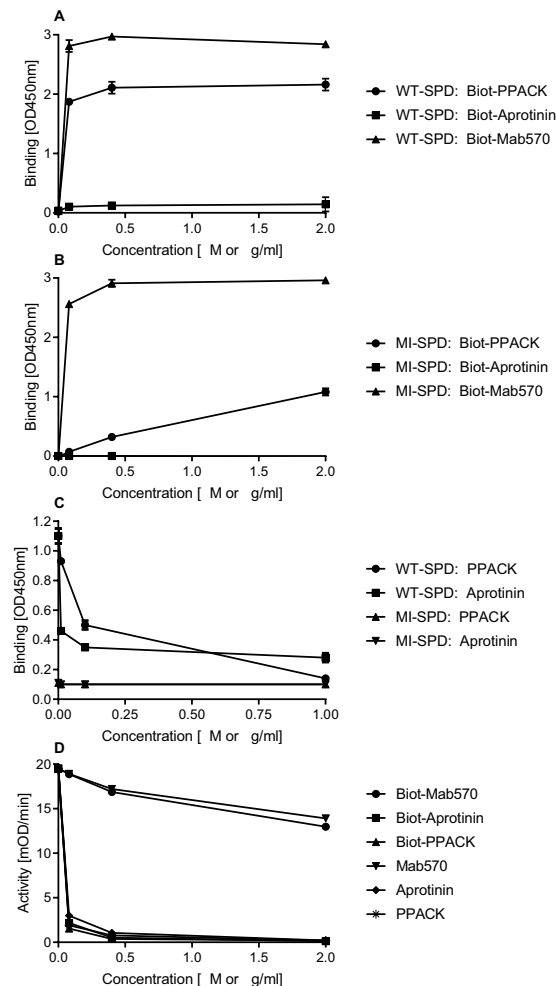 A
3
2
1
0
0.0 0.5 1.0 1.5 2.0
Binding [OD450nm]
Concentration [ M or g/ml]
WT-SPD: Biot-PPACK
WT-SPD: Biot-Aprotinin
WT-SPD: Biot-Mab570
B
3
2
1
0
0.0 0.5 1.0 1.5 2.0
Binding [OD450nm]
Concentration [ M or g/ml]
MI-SPD: Biot-PPACK
MI-SPD: Biot-Aprotinin
MI-SPD: Biot-Mab570
C
1.2
1.0
0.8
0.6
0.4
0.2
0.0
0.00 0.25 0.50 0.75 1.00
Binding [OD450nm]
Concentration [ M or g/ml]
WT-SPD: PPACK
WT-SPD: Aprotinin
MI-SPD: PPACK
MI-SPD: Aprotinin
D
20
15
10
5
0
0.0 0.5 1.0 1.5 2.0
Activity [mOD/min]
Concentration [ M or g/ml]
Biot-Mab570
Biot-Aprotinin
Biot-PPACK
Mab570
Aprotinin
PPACK